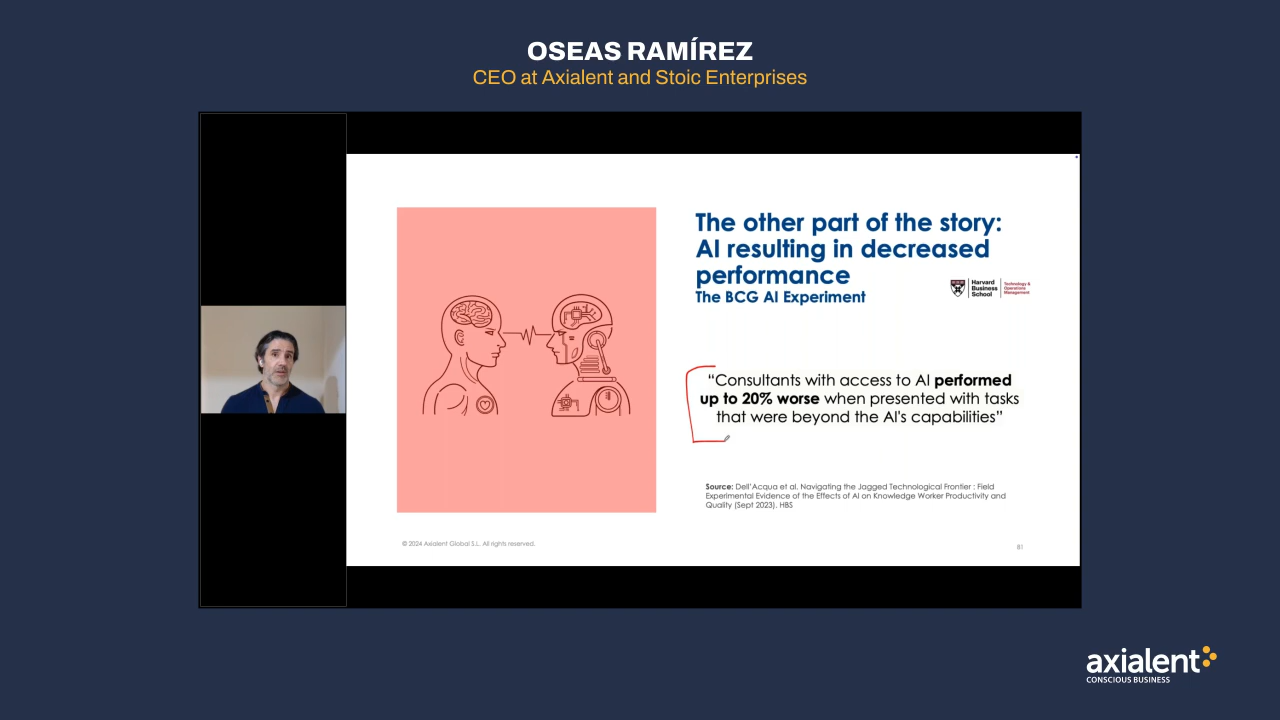 OSEAS RAMÍREZ
CEO at Axialent and Stoic Enterprises
The other part of the story:
AI resulting in decreased
performance
The BCG AI Experiment
Harvard
Business
School
Technology &
Operations
Management
“Consultants with access to AI performed
up to 20% worse when presented with tasks
that were beyond the AI's capabilities”
Source: Dell’Acqua et al. Navigating the Jagged Technological Frontier : Field
Experimental Evidence of the Effects of AI on Knowledge Worker Productivity and
Quality (Sept 2023). HBS
© 2024 Axialent Global S.L. All rights reserved.
81
axialent
CONSCIOUS BUSINESS